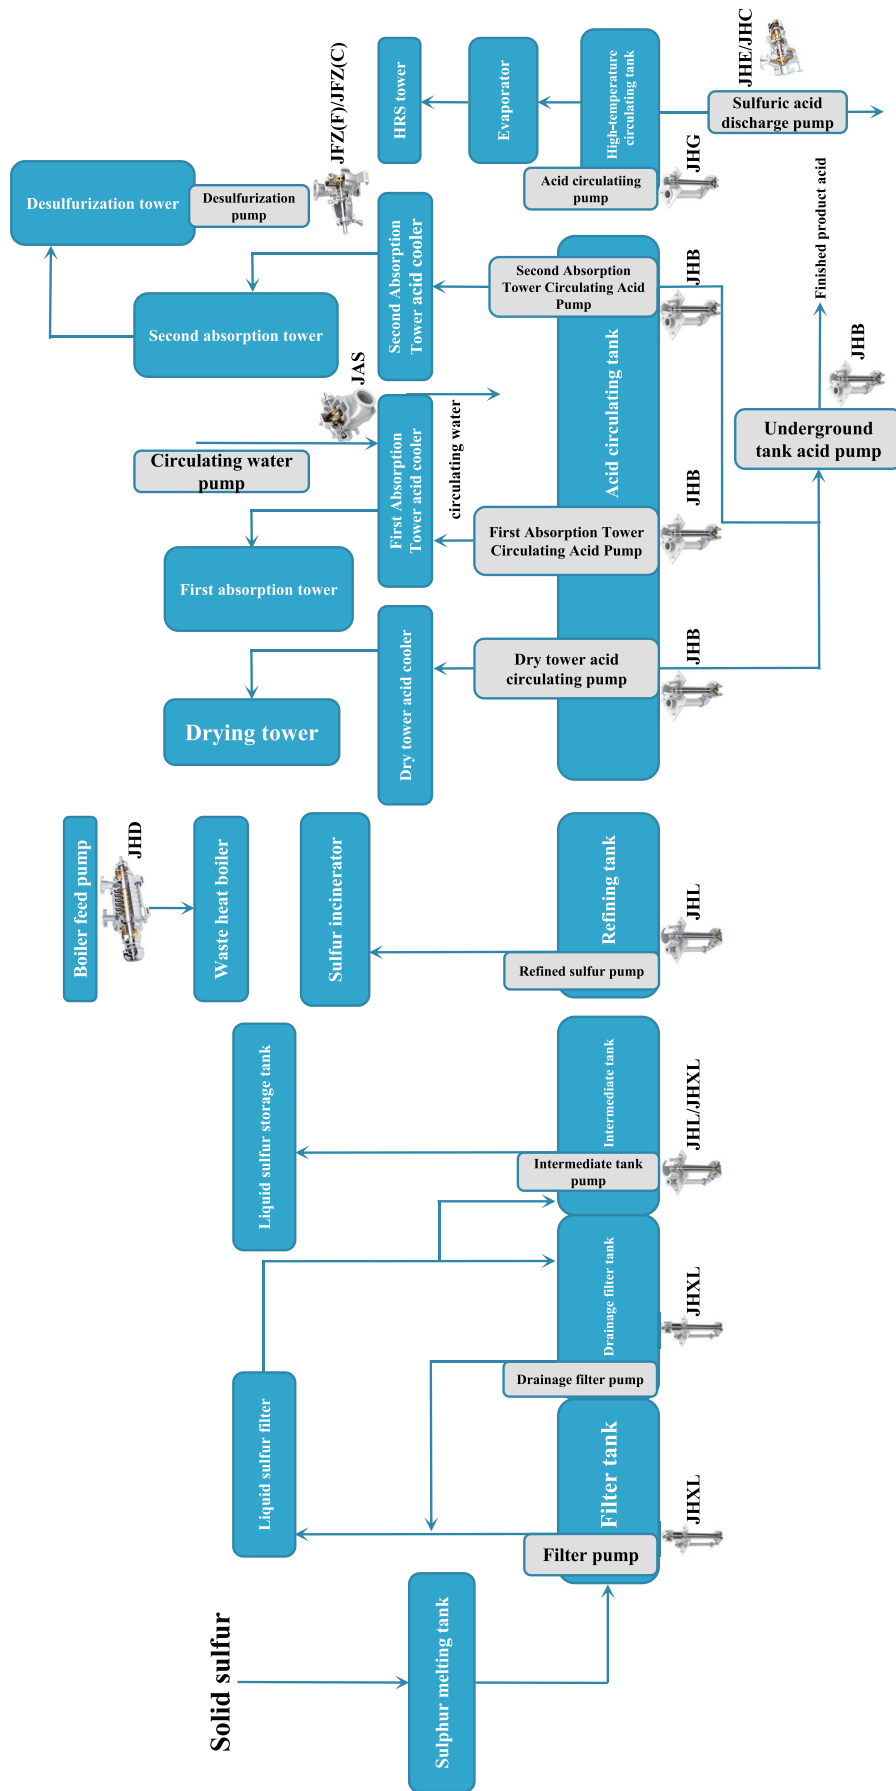 JHE/JHC
Sulfuric acid
discharge pump
High-temperature
circulating tank
Evaporator
HRS tower
JFZ(F)/JFZ(C)
JHG
Acid circulatiing
pump
Desulfurization tower
Desulfurization
pump
Second Absorption
Tower acid cooler
Second Absorption
Tower Circulating Acid
Pump
JHB
Finished product acid
Second absorption tower
Acid circulating tank
JAS
JHB
Circulating water
pump
First Absorption
Tower acid cooler
circulating water
Underground
tank acid pump
First Absorption Tower
Circulating Acid Pump
JHB
First absorption tower
Dry tower acid cooler
Dry tower acid
circulating pump
JHB
Drying tower
Boiler feed pump
JHD
Waste heat boiler
Sulfur incinerator
Refining tank
Refined sulfur pump
JHL
Liquid sulfur storage tank
Intermediate tank
Intermediate tank
pump
JHL/JHXL
Drainage filter tank
JHXL
Drainage filter pump
Liquid sulfur filter
Filter tank
Filter pump
JHXL
Solid sulfur
Sulphur melting tank